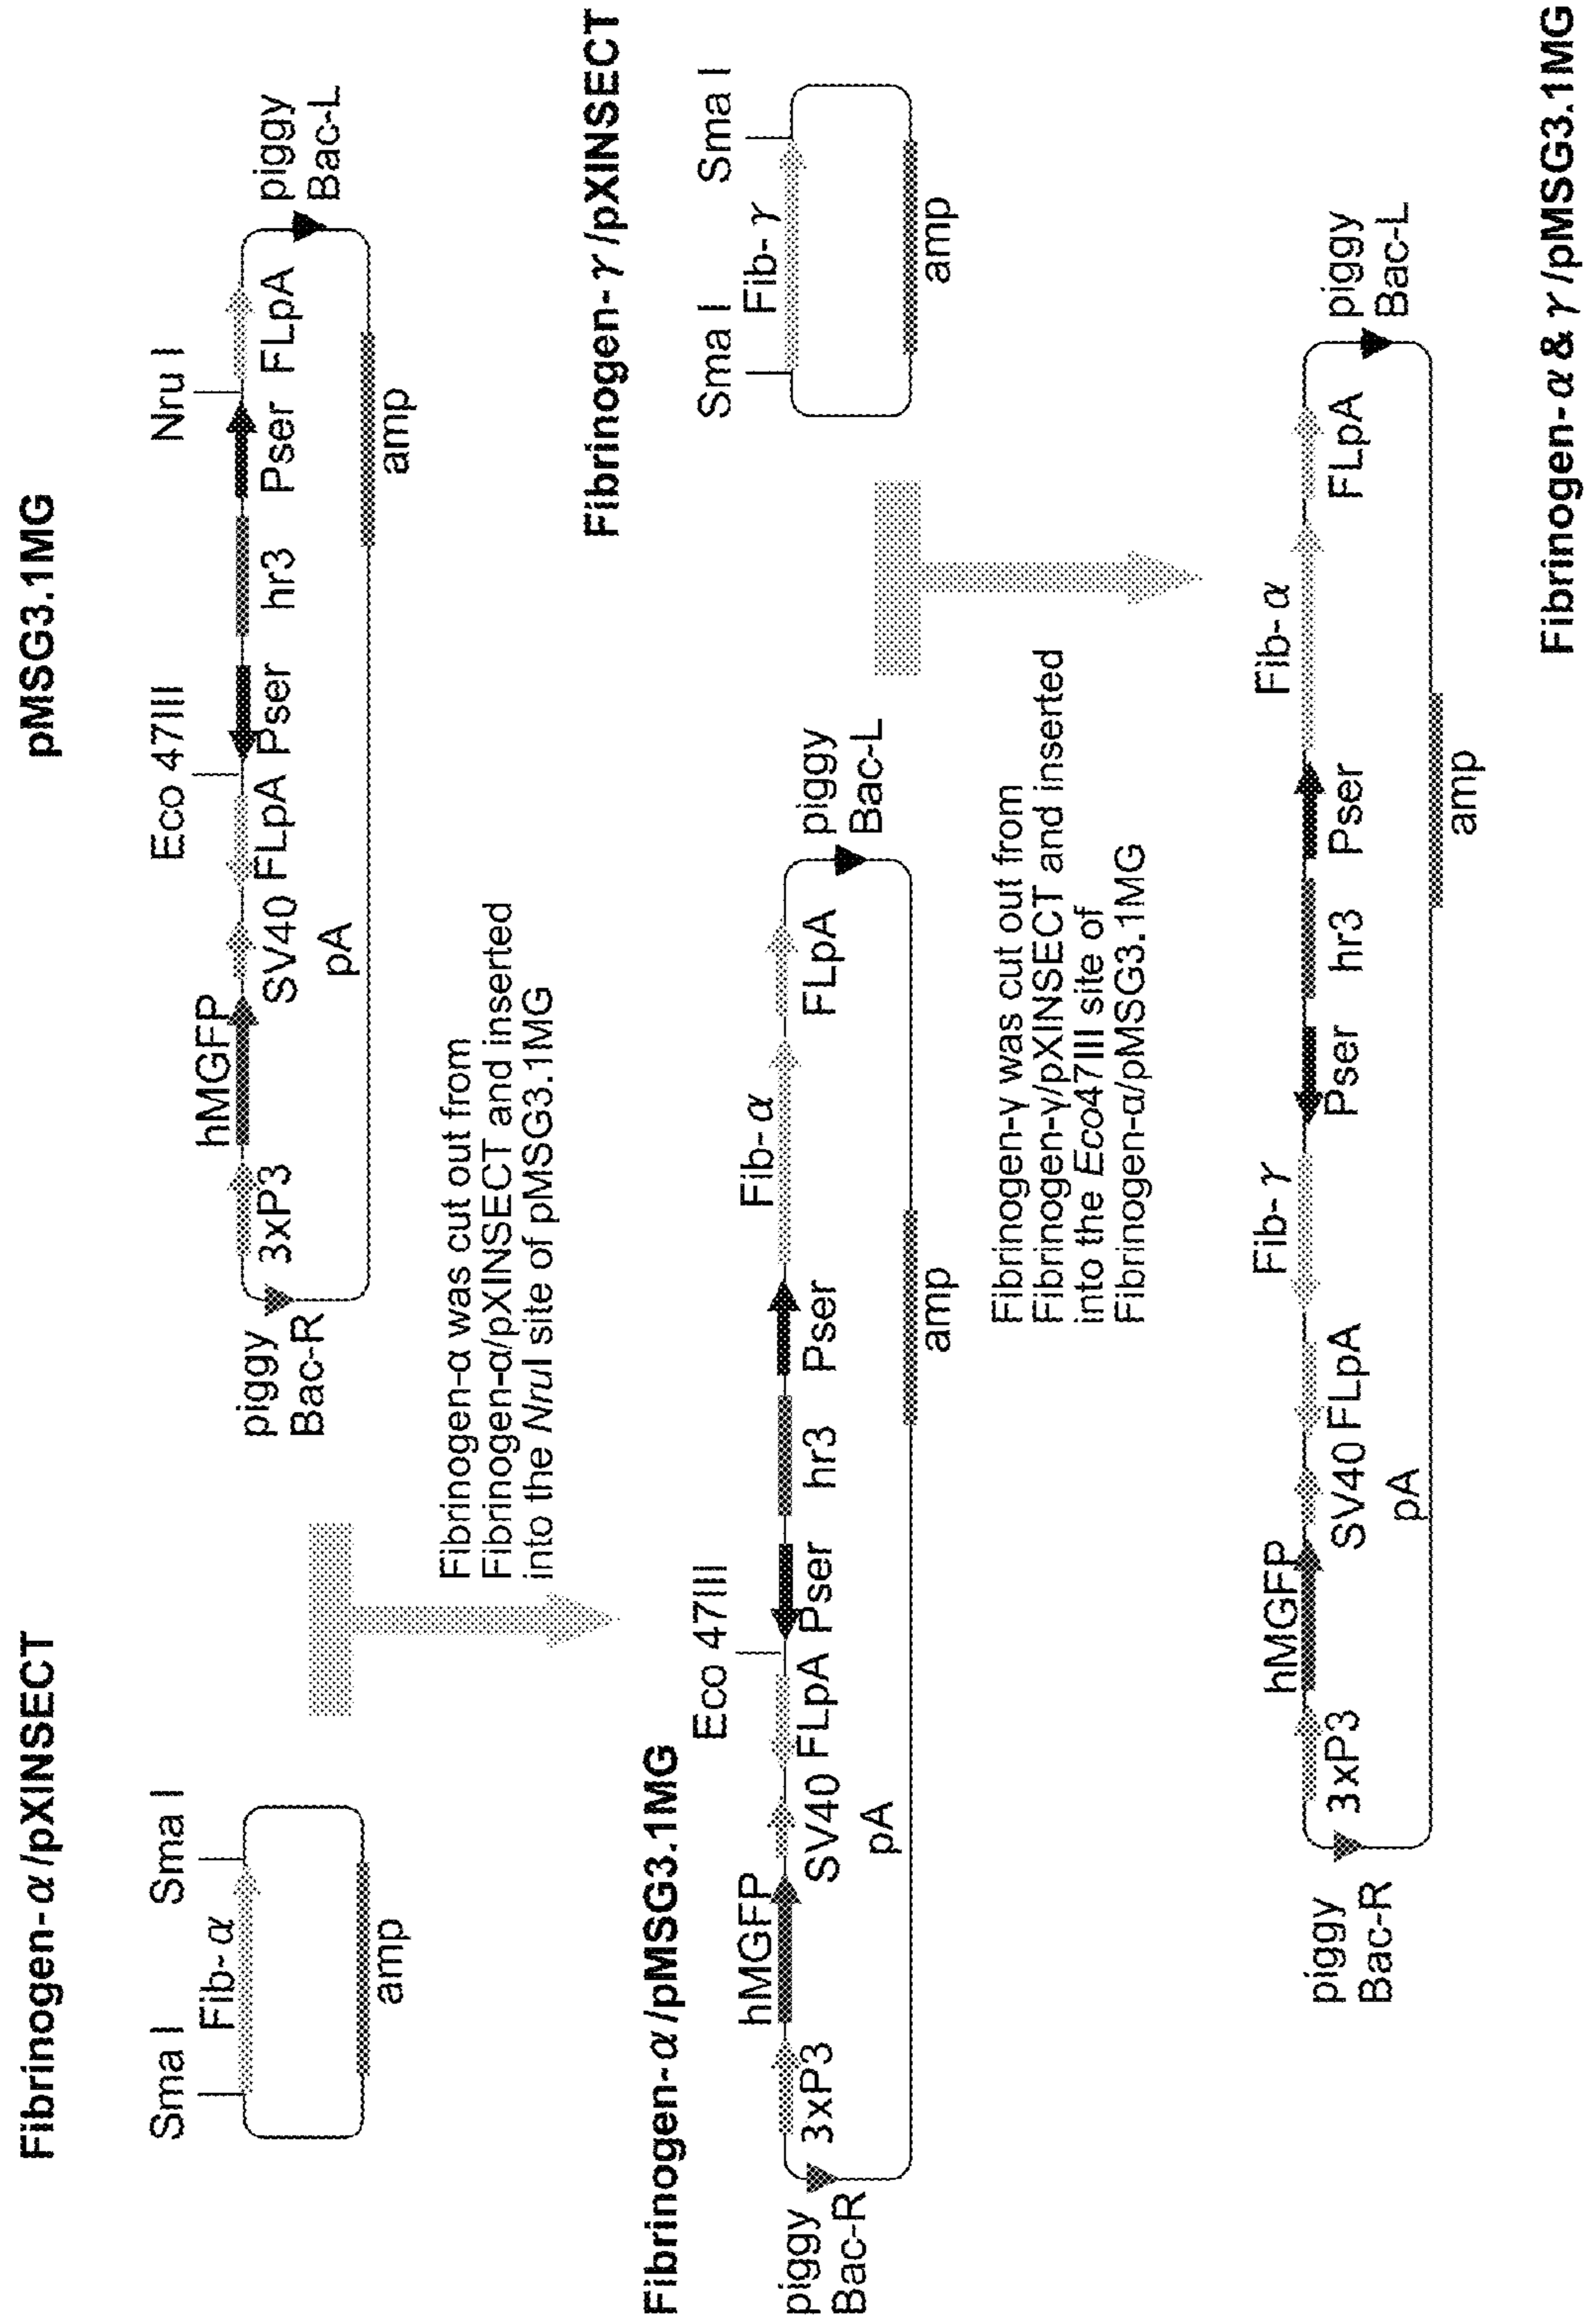 Fibrinogen-α/pXINSECT
Sma I
Sma I
Fib-α
amp
pMSG3.1MG
Eco 47III
Nru I
hMGFP
piggy
Bac-R
3xP3
SV40
pA
FLpA
Pser
hr3
Pser
FLpA
piggy
Bac-L
amp
Fibrinogen-α was cut out from
Fibrinogen-α/pXINSECT and inserted
into the NruI site of pMSG3.1MG
Fibrinogen-α/pMSG3.1MG
Eco 47III
hMGFP
Fib-α
piggy
Bac-R
3xP3
SV40
pA
FLpA
Pser
hr3
Pser
FLpA
piggy
Bac-L
amp
Fibrinogen-γ/pXINSECT
Sma I
Sma I
Fib-γ
amp
Fibrinogen-γ was cut out from
Fibrinogen-γ/pXINSECT and inserted
into the Eco47III site of
Fibrinogen-α/pMSG3.1MG
hMGFP
Fib-γ
Fib-α
piggy
Bac-R
3xP3
SV40
pA
FLpA
Pser
hr3
Pser
FLpA
piggy
Bac-L
amp
Fibrinogen-α & γ/pMSG3.1MG